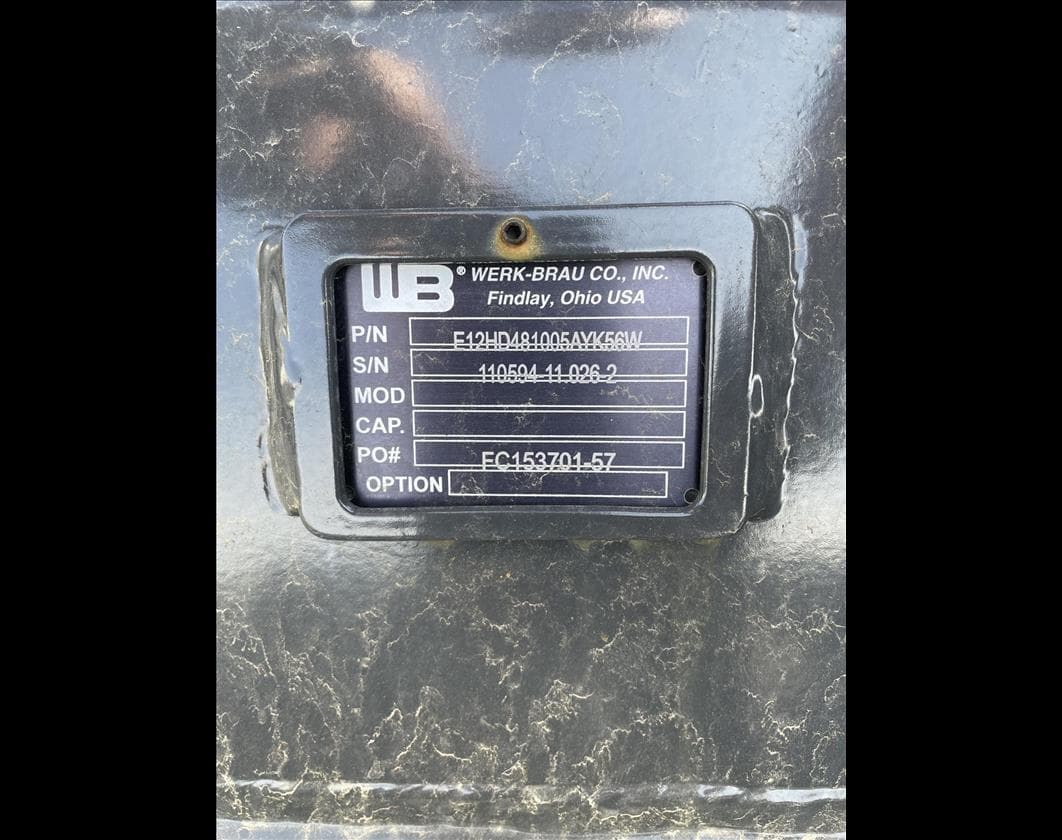 WB® WERK-BRAU CO., INC.
Findlay, Ohio USA
P/N E12HD481005AYK56W
S/N 110594-11.026-2
MOD
CAP.
PO# FC153701-57
OPTION